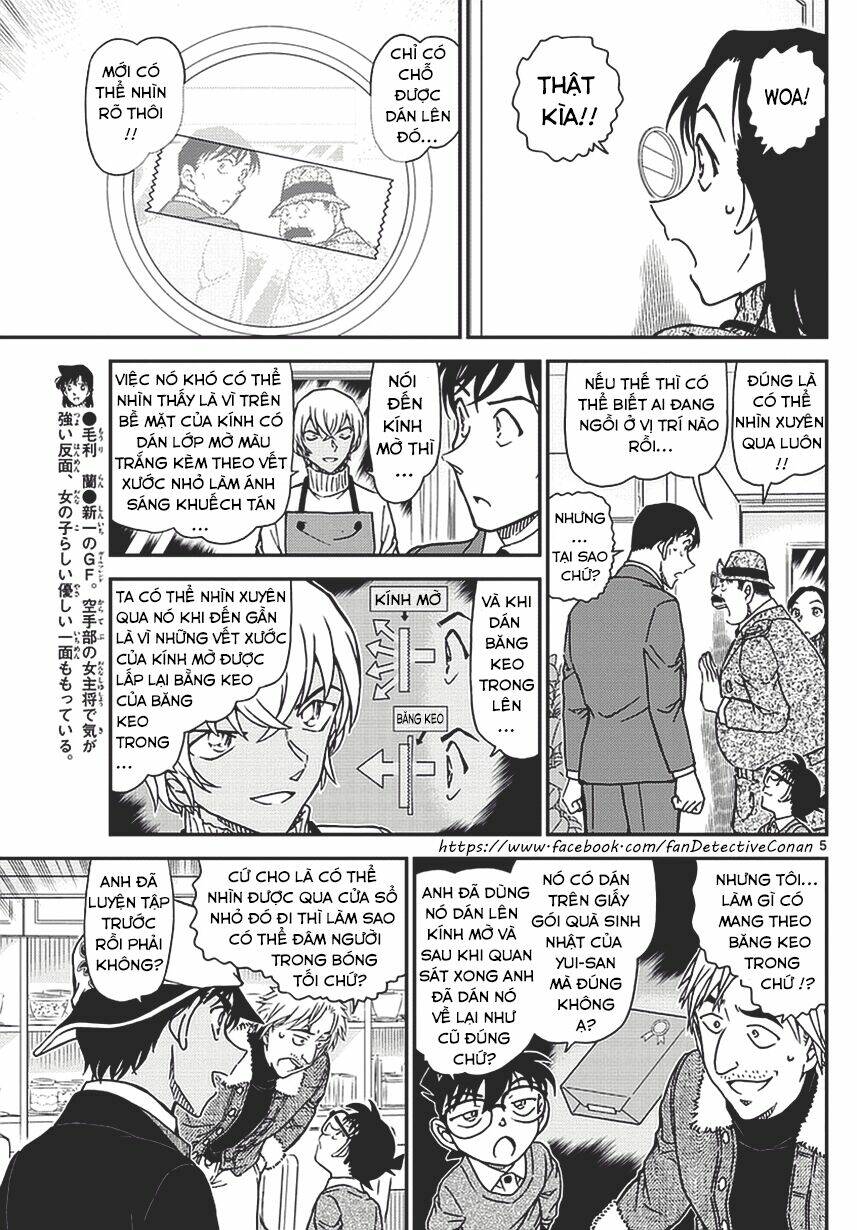 WOA!
THẬT
KÌA!!
CHỈ CÓ
CHỖ
ĐƯỢC
DÁN LÊN
ĐÓ...
MỚI CÓ
THỂ NHÌN
RÕ THÔI
!!
ĐÚNG LÀ
CÓ THỂ
NHÌN XUYÊN
QUA LUÔN
!!
NẾU THẾ THÌ CÓ
THỂ BIẾT AI ĐANG
NGỒI Ở VỊ TRÍ NÀO
RỒI...
NHƯNG
...
TẠI SAO
CHỨ?
NÓI
ĐẾN
KÍNH
MỜ THÌ
VIỆC NÓ KHÓ CÓ THỂ
NHÌN THẤY LÀ VÌ TRÊN
BỀ MẶT CỦA KÍNH CÓ
DÁN LỚP MỜ MÀU
TRẮNG KÈM THEO VẾT
XƯỚC NHỎ LÀM ÁNH
SÁNG KHUẾCH TÁN
...
VÀ KHI
DÁN
BĂNG KEO
TRONG
LÊN
...
KÍNH MỜ
BĂNG KEO
TA CÓ THỂ NHÌN XUYÊN
QUA NÓ KHI ĐẾN GẦN
LÀ VÌ NHỮNG VẾT XƯỚC
CỦA KÍNH MỜ ĐƯỢC
LẤP LẠI BẰNG KEO
CỦA BĂNG
KEO
TRONG
...
●毛利 蘭●新一のGF。空手部の女主将で気が
強い反面、女の子らしい優しい一面ももっている。
https://www.facebook.com/fanDetectiveConan
5
NHƯNG TÔI...
LÀM GÌ CÓ
MANG THEO
BĂNG KEO
TRONG
CHỨ !?
NÓ CÓ DÁN
TRÊN GIẤY
GÓI QUÀ SINH
NHẬT CỦA
YUI-SAN
MÀ ĐÚNG
KHÔNG
Ạ?
ANH ĐÃ DÙNG
NÓ DÁN LÊN
KÍNH MỜ VÀ
SAU KHI QUAN
SÁT XONG ANH
ĐÃ DÁN NÓ
VỀ LẠI NHƯ
CŨ ĐÚNG
CHỨ?
CỨ CHO LÀ CÓ THỂ
NHÌN ĐƯỢC QUA CỬA SỔ
NHỎ ĐÓ ĐI THÌ LÀM SAO
CÓ THỂ ĐÂM NGƯỜI
TRONG BÓNG
TỐI CHỨ?
ANH ĐÃ
LUYỆN TẬP
TRƯỚC
RỒI PHẢI
KHÔNG?